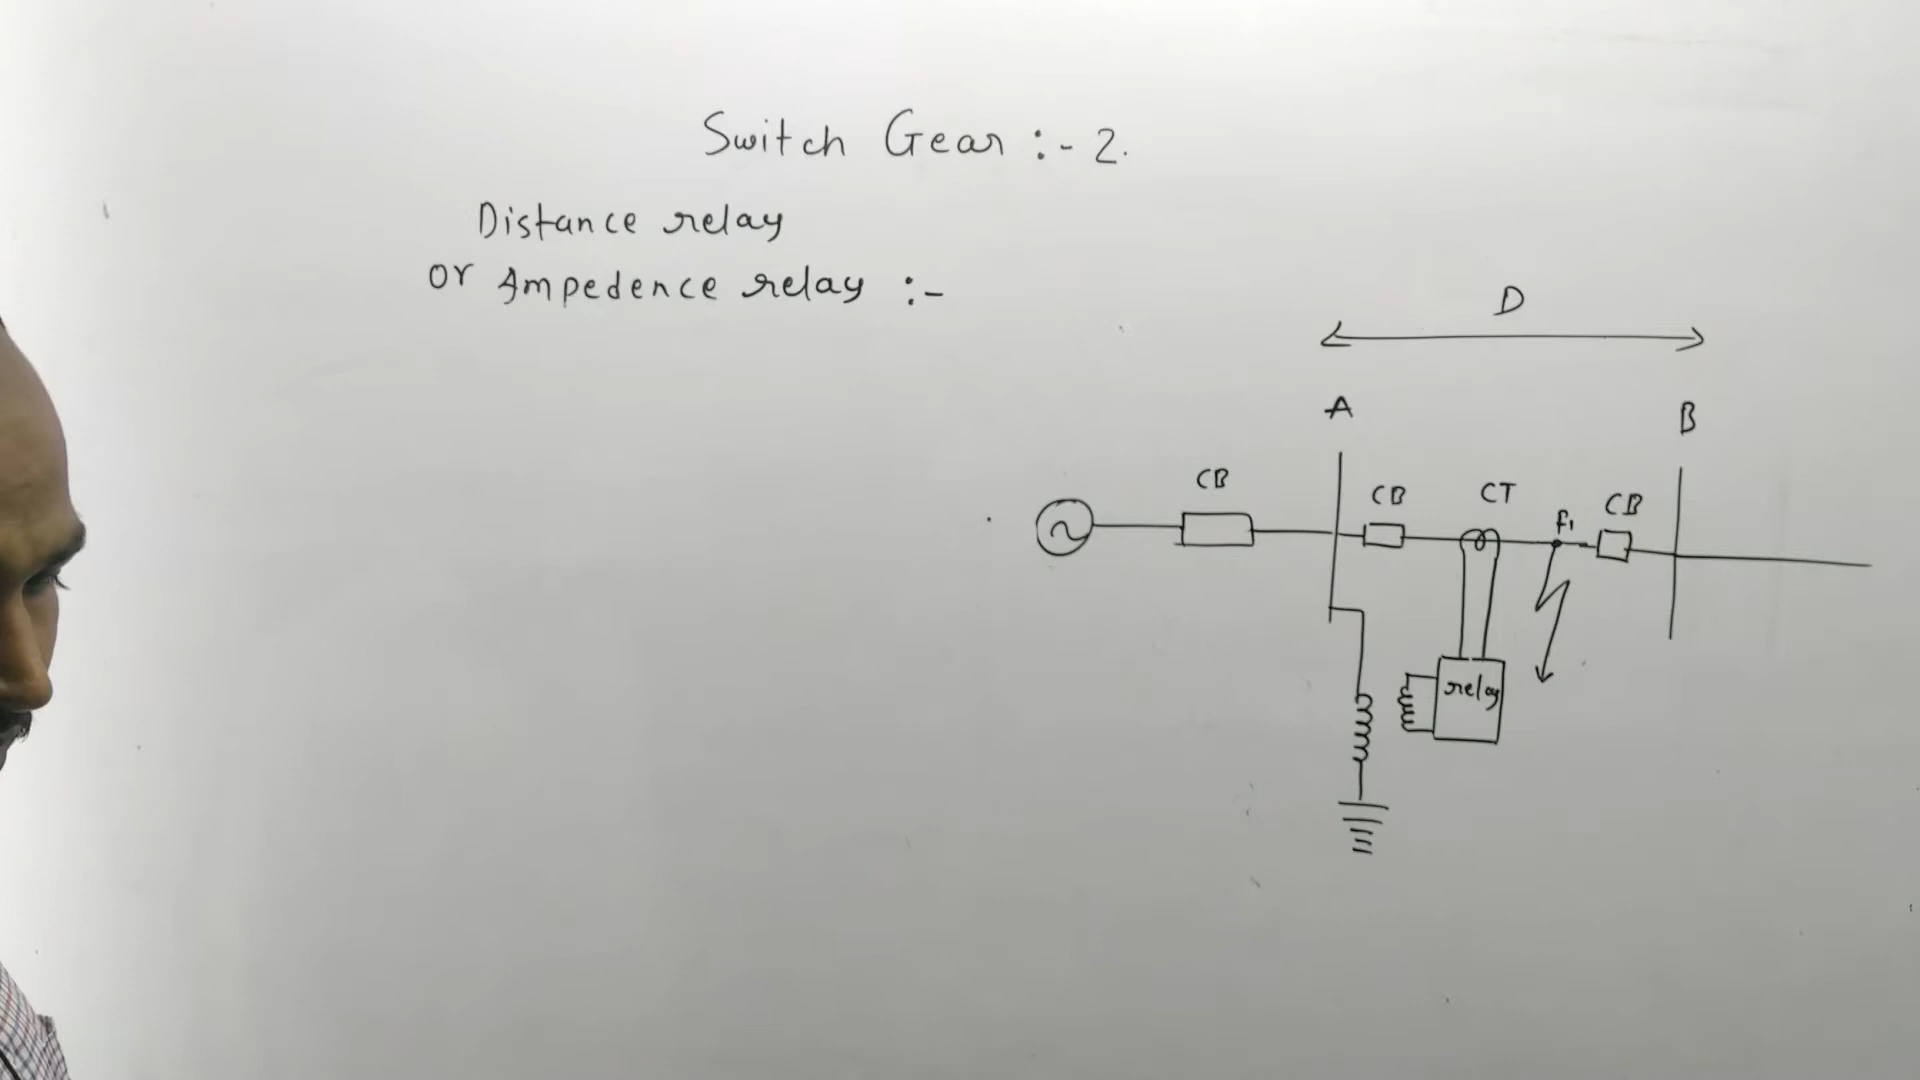 Switch Gear :- 2.
Distance relay
or Impedence relay :-
D
A
B
CB
CB
CT
f1
CB
relay